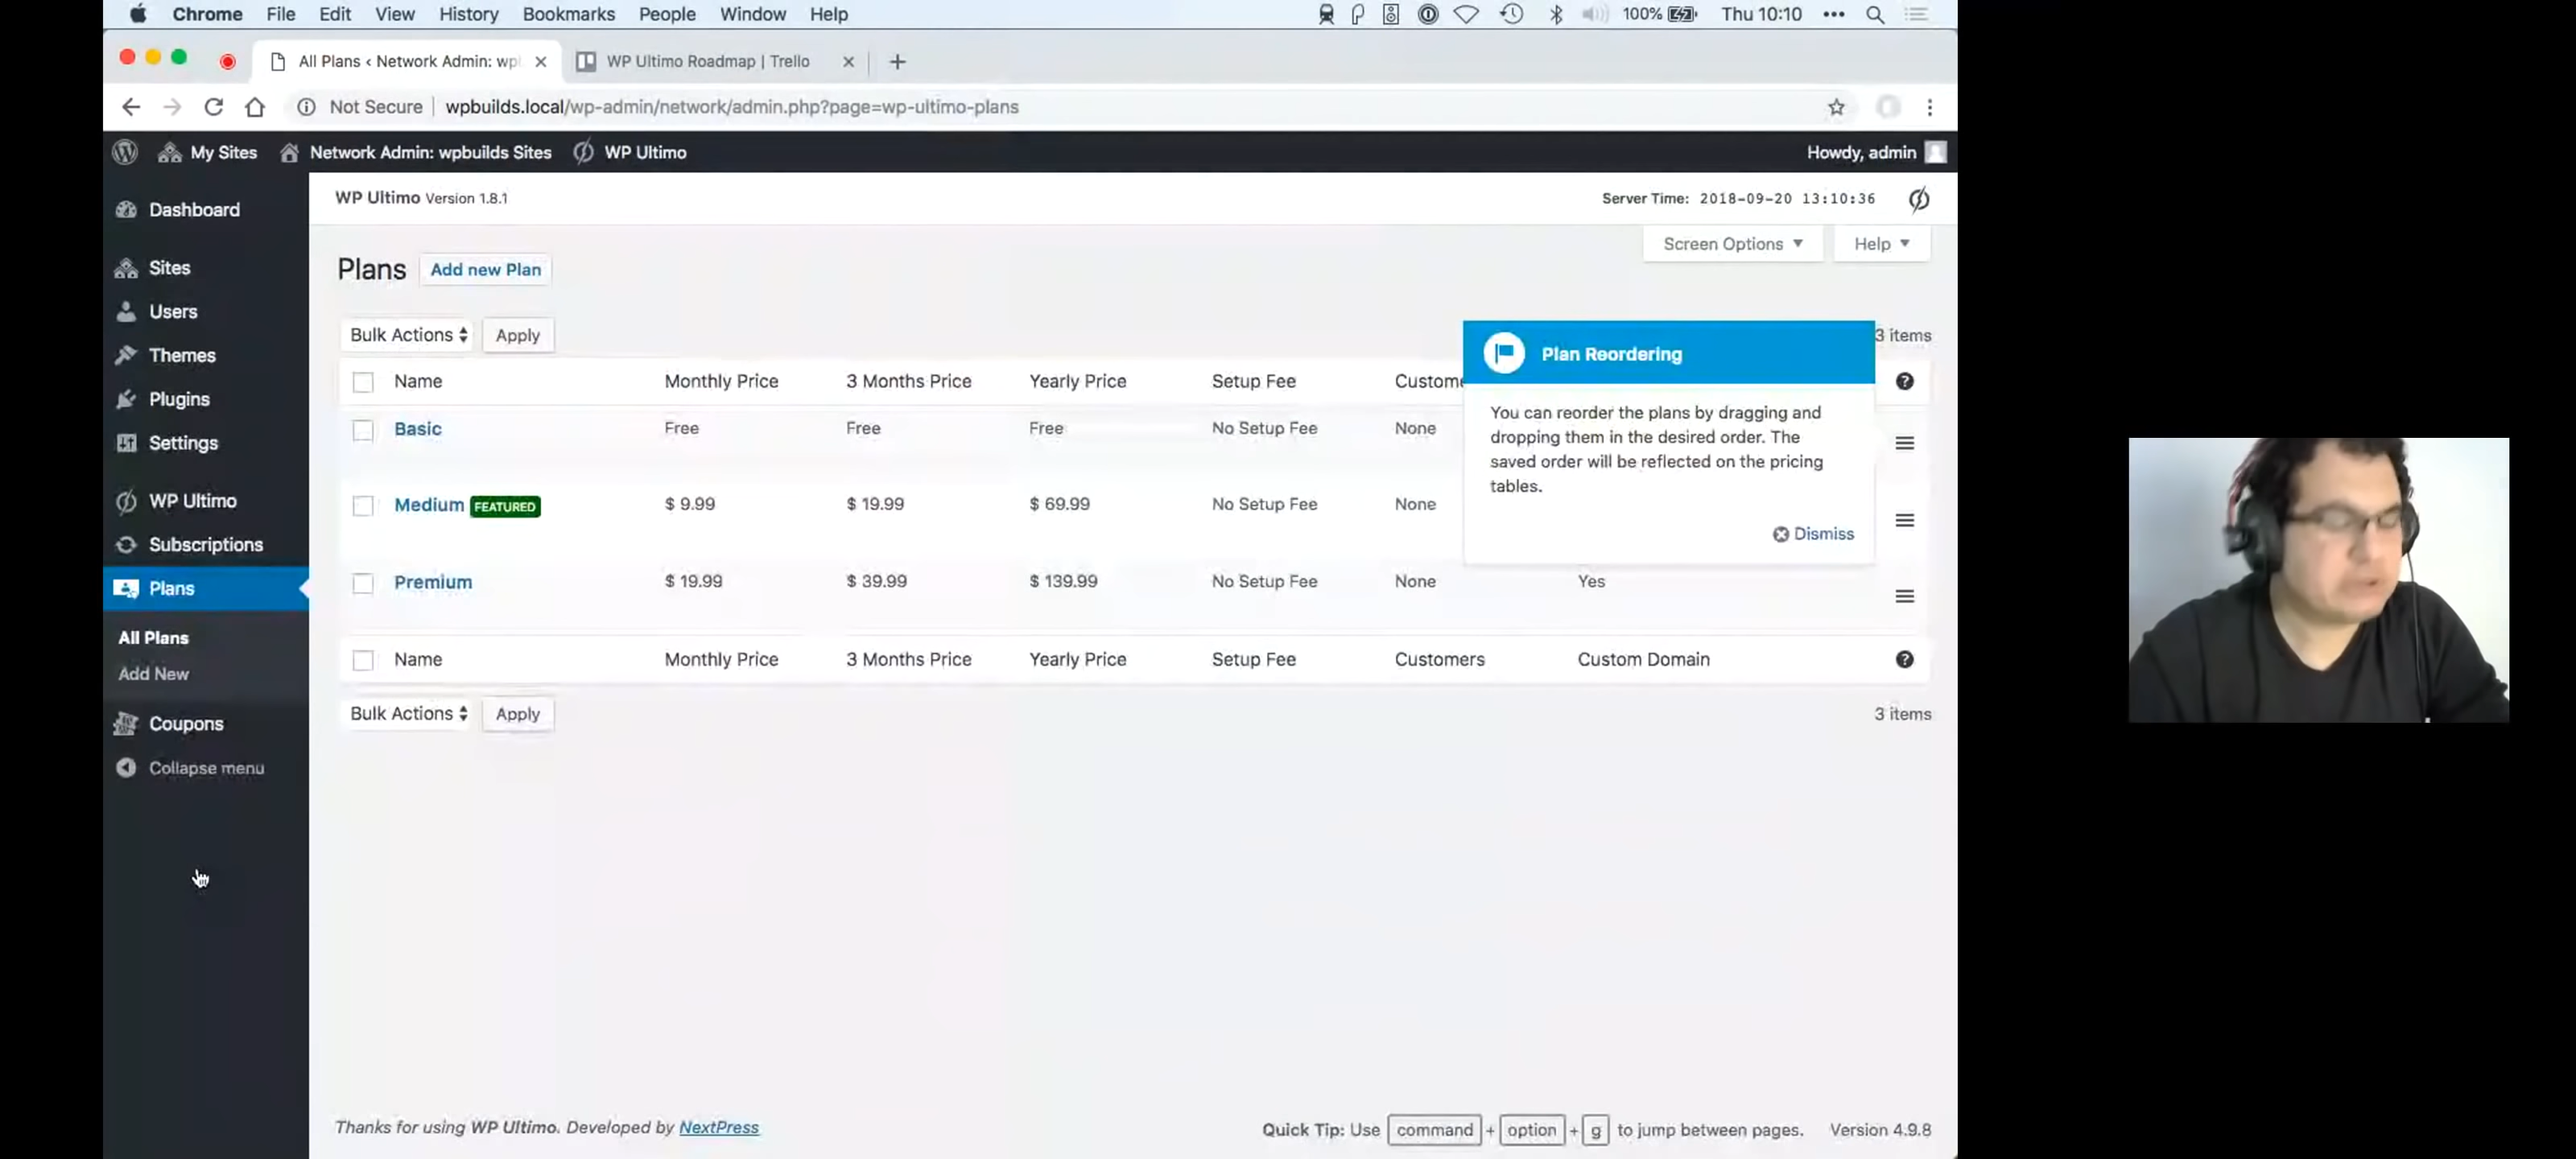 Chrome File Edit View History Bookmarks People Window Help 100% Thu 10:10
All Plans ‹ Network Admin: wpl WP Ultimo Roadmap | Trello
Not Secure wpbuilds.local/wp-admin/network/admin.php?page=wp-ultimo-plans
My Sites Network Admin: wpbuilds Sites WP Ultimo Howdy, admin
WP Ultimo Version 1.8.1 Server Time: 2018-09-20 13:10:36
Dashboard
Sites
Users
Themes
Plugins
Settings
WP Ultimo
Subscriptions
Plans
All Plans
Add New
Coupons
Collapse menu
Screen Options Help
Plans Add new Plan
Bulk Actions Apply 3 items
Name Monthly Price 3 Months Price Yearly Price Setup Fee Custome
Basic Free Free Free No Setup Fee None
Medium FEATURED $ 9.99 $ 19.99 $ 69.99 No Setup Fee None
Premium $ 19.99 $ 39.99 $ 139.99 No Setup Fee None Yes
Name Monthly Price 3 Months Price Yearly Price Setup Fee Customers Custom Domain
Bulk Actions Apply 3 items
Plan Reordering
You can reorder the plans by dragging and
dropping them in the desired order. The
saved order will be reflected on the pricing
tables.
Dismiss
Thanks for using WP Ultimo. Developed by NextPress
Quick Tip: Use command + option + g to jump between pages. Version 4.9.8